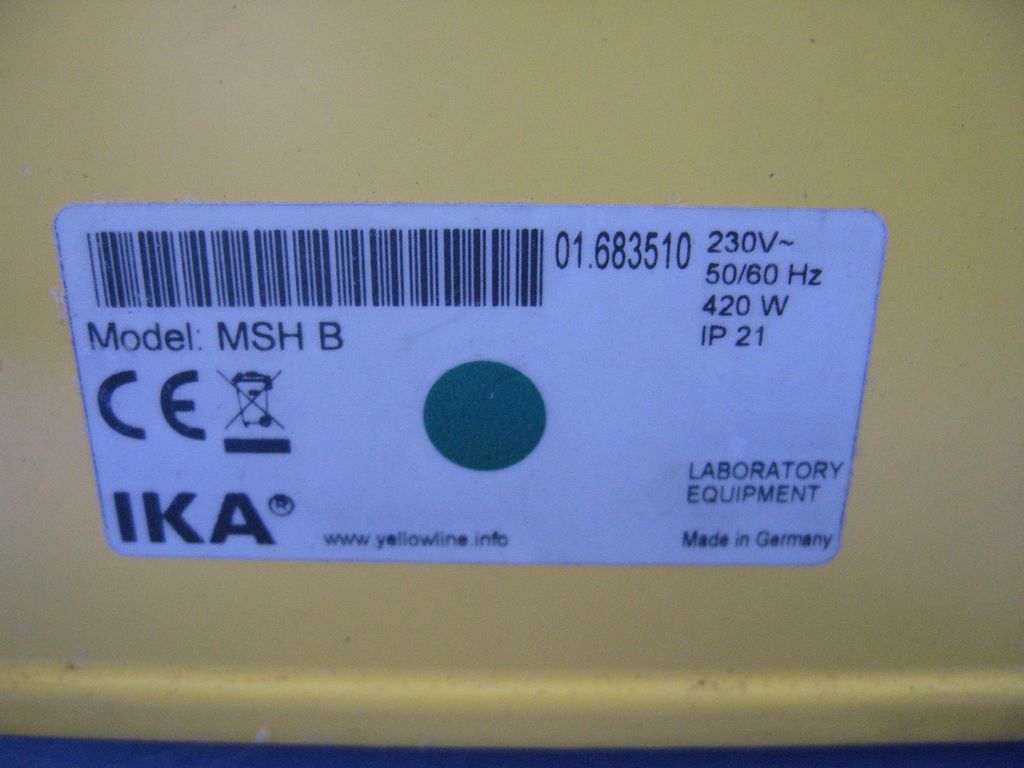 01.683510
230V~
50/60 Hz
420 W
IP 21
Model: MSH B
CE
LABORATORY
EQUIPMENT
IKA®
www.yellowline.info
Made in Germany